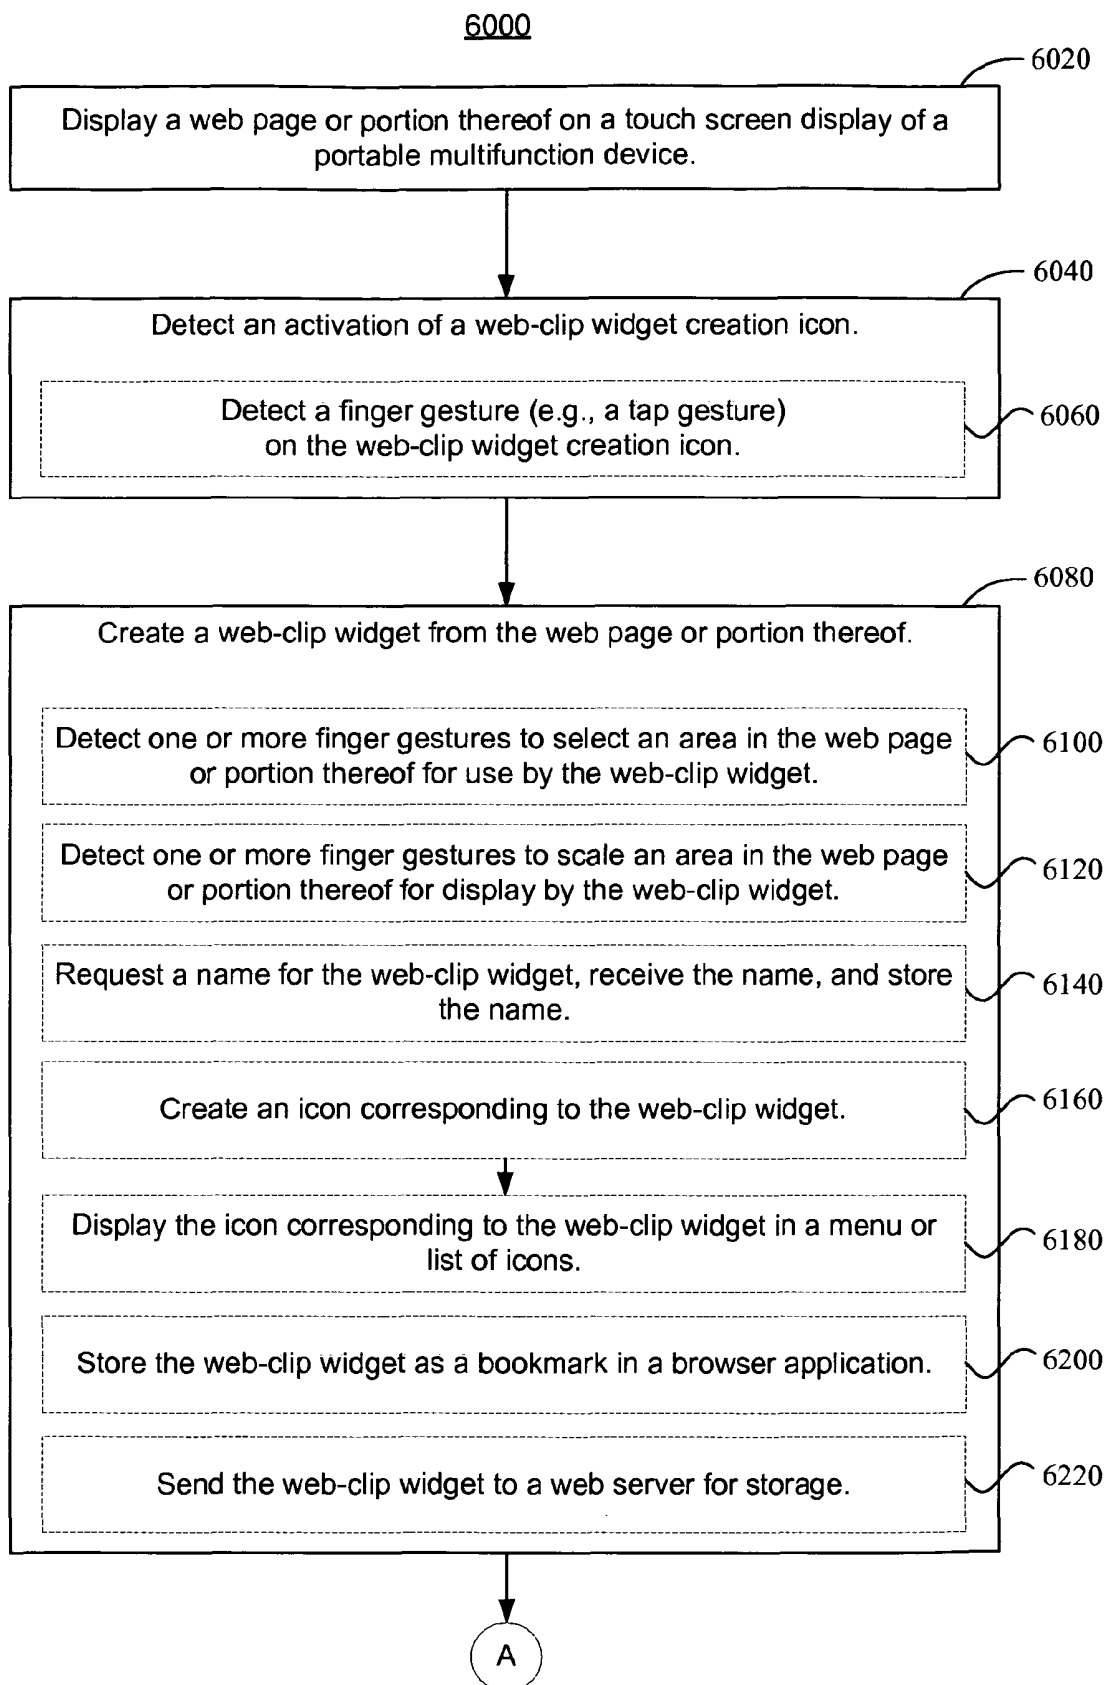 6000
6020
Display a web page or portion thereof on a touch screen display of a
portable multifunction device.
6040
Detect an activation of a web-clip widget creation icon.
Detect a finger gesture (e.g., a tap gesture)
on the web-clip widget creation icon.
6060
6080
Create a web-clip widget from the web page or portion thereof.
Detect one or more finger gestures to select an area in the web page
or portion thereof for use by the web-clip widget.
6100
Detect one or more finger gestures to scale an area in the web page
or portion thereof for display by the web-clip widget.
6120
Request a name for the web-clip widget, receive the name, and store
the name.
6140
Create an icon corresponding to the web-clip widget.
6160
Display the icon corresponding to the web-clip widget in a menu or
list of icons.
6180
Store the web-clip widget as a bookmark in a browser application.
6200
Send the web-clip widget to a web server for storage.
6220
A